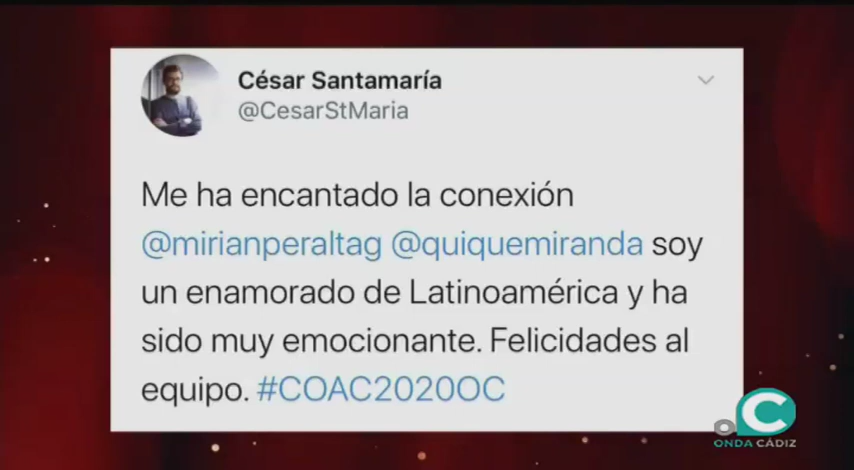 César Santamaría
@CesarStMaria
Me ha encantado la conexión
@mirianperaltag @quiquemiranda soy
un enamorado de Latinoamérica y ha
sido muy emocionante. Felicidades al
equipo. #COAC2020OC
OC
ONDA CÁDIZ